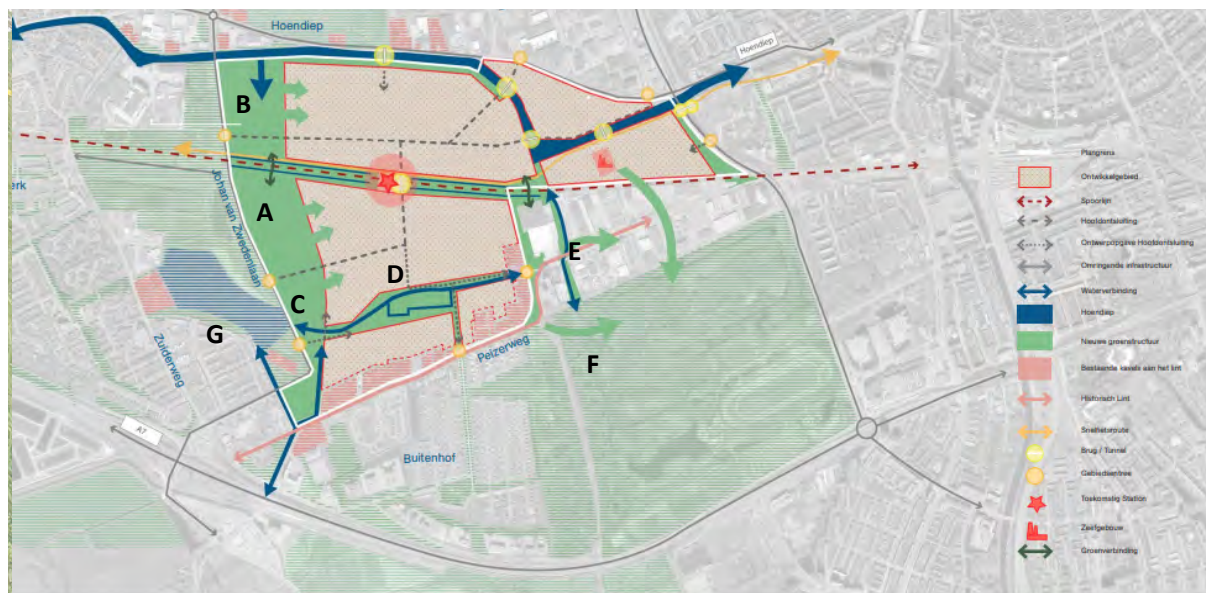 Hoendiep
Hoendiep
B
erk
Johan van Zwedenlaan
A
E
D
C
G
Zuiderweg
Peizerweg
F
A7
Buitenhof
Plangrens
Ontwikkelgebied
Spoorlijn
Hoofdontsluiting
Ontwerpopgave Hoofdontsluiting
Omringende infrastructuur
Waterverbinding
Hoendiep
Nieuwe groenstructuur
Bestaande kavels aan het lint
Historisch Lint
Snelfietsroute
Brug / Tunnel
Gebiedsentree
Toekomstig Station
Zeefgebouw
Groenverbinding